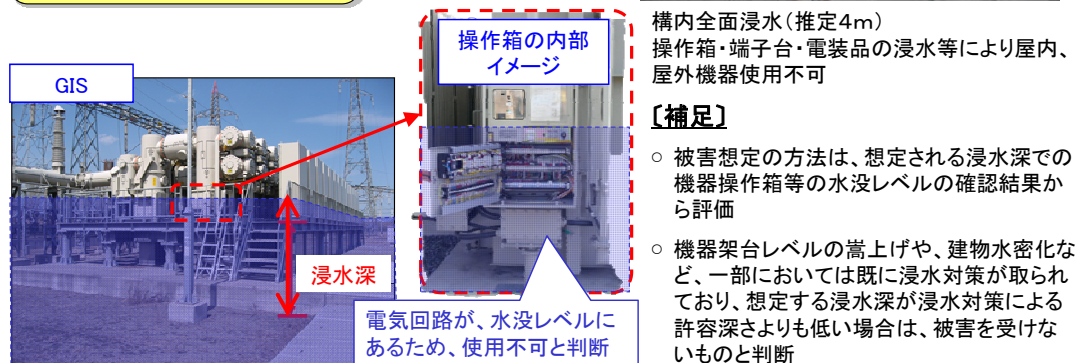 GIS
浸水深
操作箱の内部
イメージ
電気回路が、水没レベルに
あるため、使用不可と判断
構内全面浸水(推定4m)
操作箱・端子台・電装品の浸水等により屋内、
屋外機器使用不可
〔補足〕
○ 被害想定の方法は、想定される浸水深での
機器操作箱等の水没レベルの確認結果か
ら評価
○ 機器架台レベルの嵩上げや、建物水密化な
ど、一部においては既に浸水対策が取られ
ており、想定する浸水深が浸水対策による
許容深さよりも低い場合は、被害を受けな
いものと判断